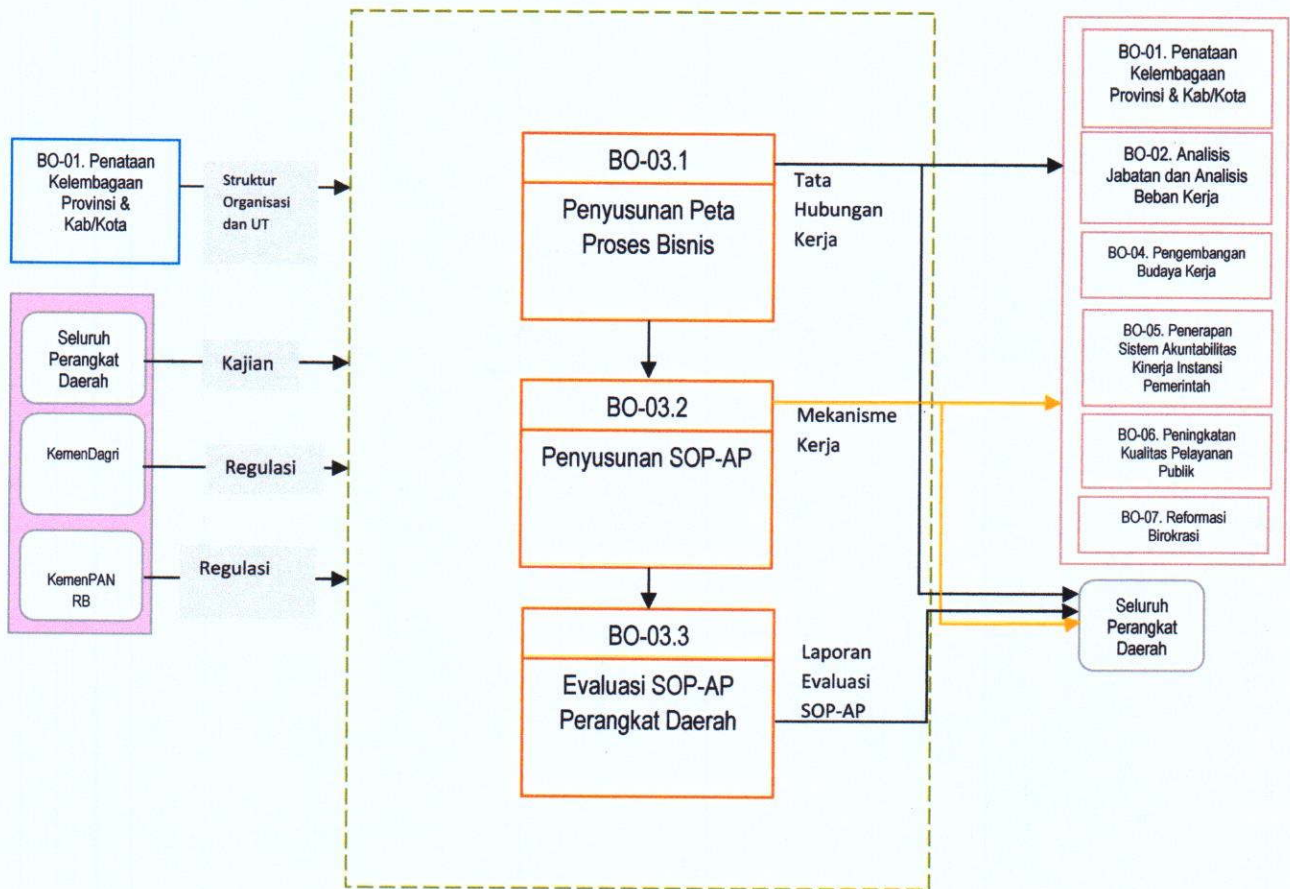 BO-01. Penataan
Kelembagaan
Provinsi &
Kab/Kota
Struktur
Organisasi
dan UT
Seluruh
Perangkat
Daerah
Kajian
KemenDagri
Regulasi
KemenPAN
RB
Regulasi
BO-03.1
Penyusunan Peta
Proses Bisnis
Tata
Hubungan
Kerja
BO-03.2
Penyusunan SOP-AP
Mekanisme
Kerja
BO-03.3
Evaluasi SOP-AP
Perangkat Daerah
Laporan
Evaluasi
SOP-AP
BO-01. Penataan
Kelembagaan
Provinsi & Kab/Kota
BO-02. Analisis
Jabatan dan Analisis
Beban Kerja
BO-04. Pengembangan
Budaya Kerja
BO-05. Penerapan
Sistem Akuntabilitas
Kinerja Instansi
Pemerintah
BO-06. Peningkatan
Kualitas Pelayanan
Publik
BO-07. Reformasi
Birokrasi
Seluruh
Perangkat
Daerah